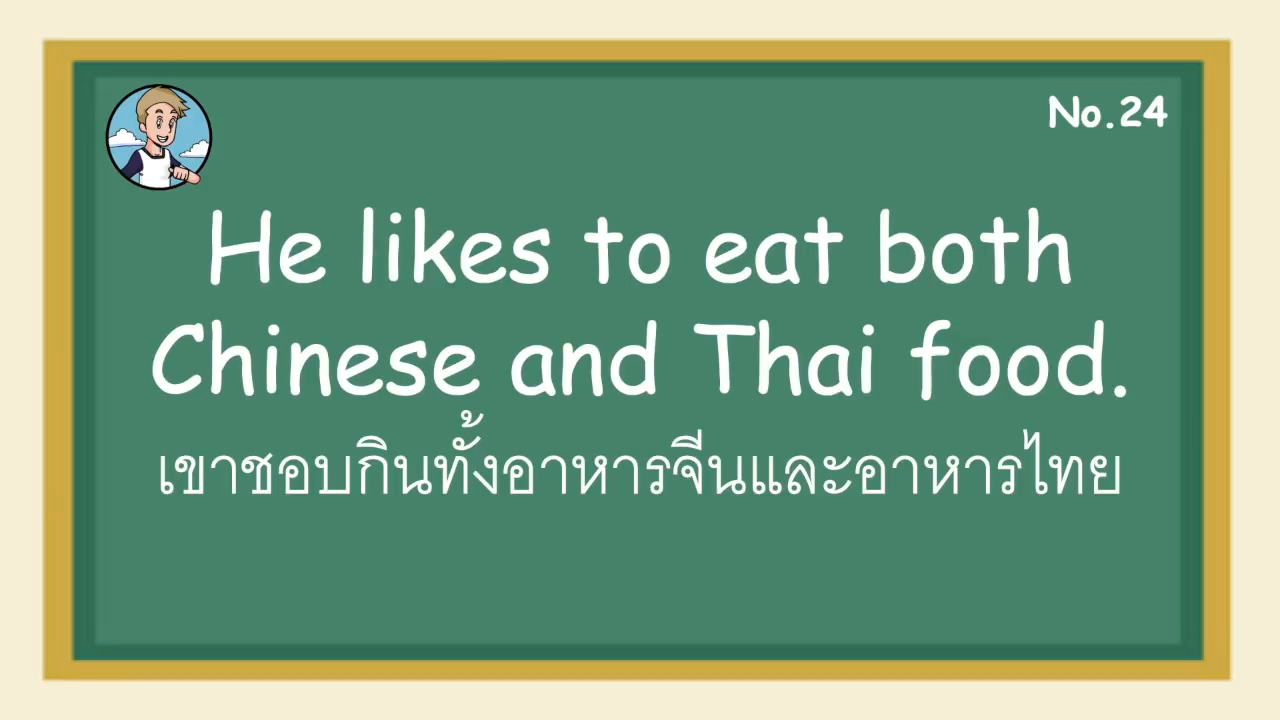 No.24
He likes to eat both
Chinese and Thai food.
เขาชอบกินทั้งอาหารจีนและอาหารไทย